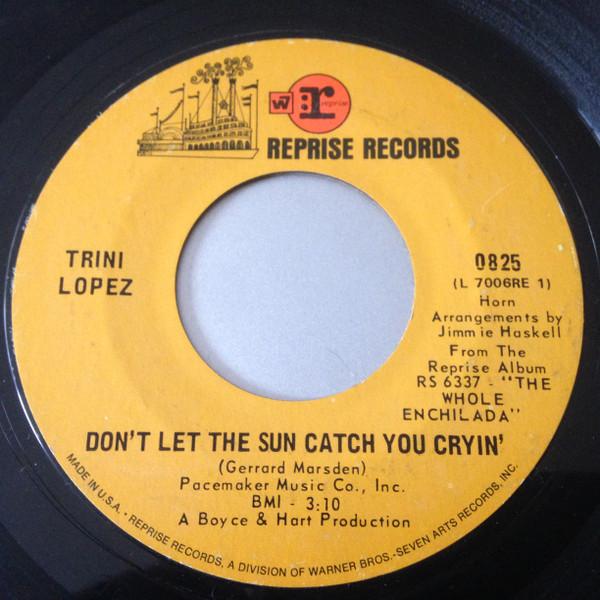 W7
r
reprise
REPRISE RECORDS
TRINI
LOPEZ
0825
(L 7006RE 1)
Horn
Arrangements by
Jimmie Haskell
From The
Reprise Album
RS 6337 - "THE
WHOLE
ENCHILADA"
DON'T LET THE SUN CATCH YOU CRYIN'
(Gerrard Marsden)
Pacemaker Music Co., Inc.
BMI - 3:10
A Boyce & Hart Production
MADE IN U.S.A. • REPRISE RECORDS, A DIVISION OF WARNER BROS.-SEVEN ARTS RECORDS, INC.